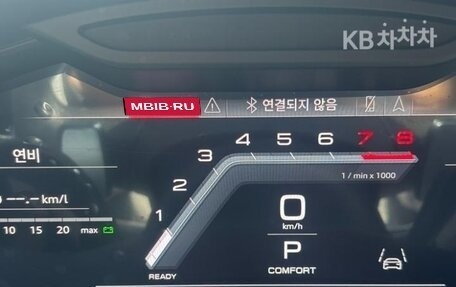 KB차차차
MB1B·RU
연결되지 않음
연비
--.- km/l
10 15 20 max
1 2 3 4 5 6 7 8
1 / min x 1000
0
km/h
P
READY
COMFORT